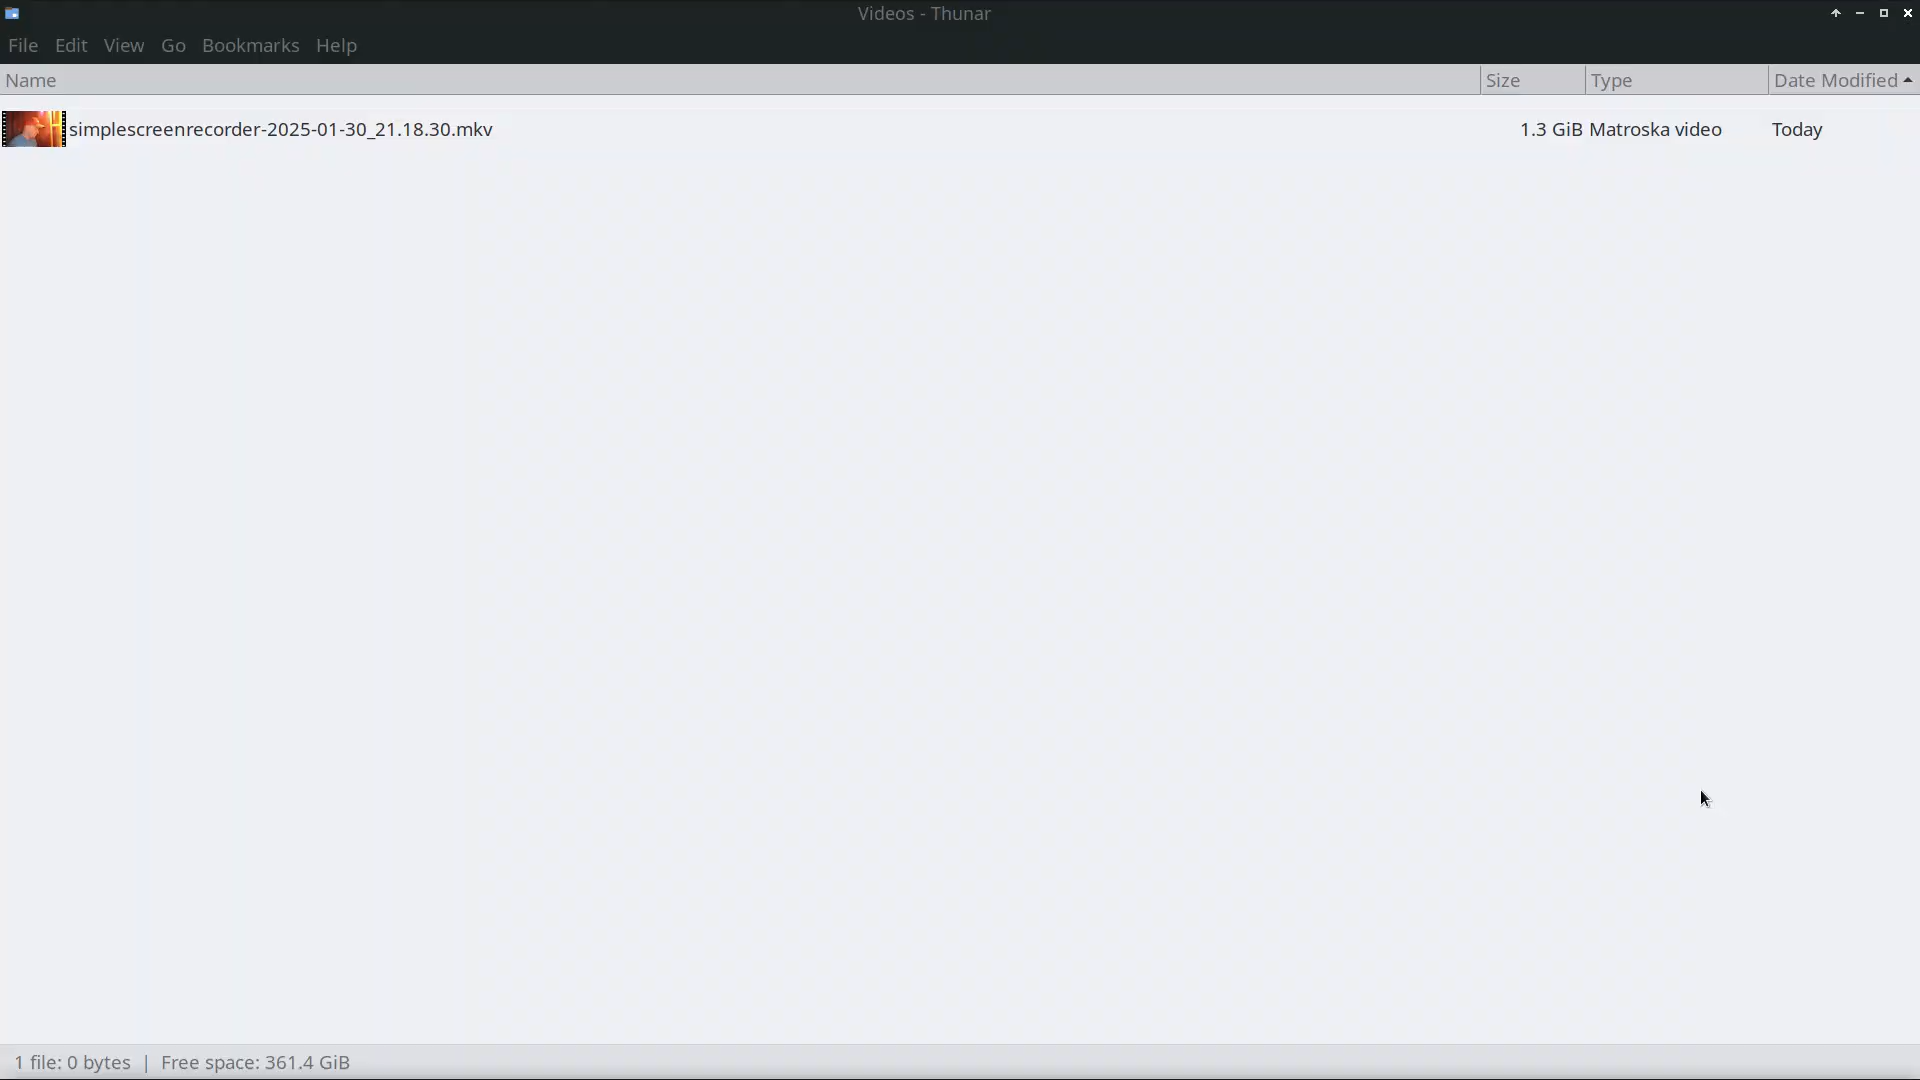 Videos - Thunar
File Edit View Go Bookmarks Help
Name Size Type Date Modified
simplescreenrecorder-2025-01-30_21.18.30.mkv 1.3 GiB Matroska video Today
1 file: 0 bytes | Free space: 361.4 GiB